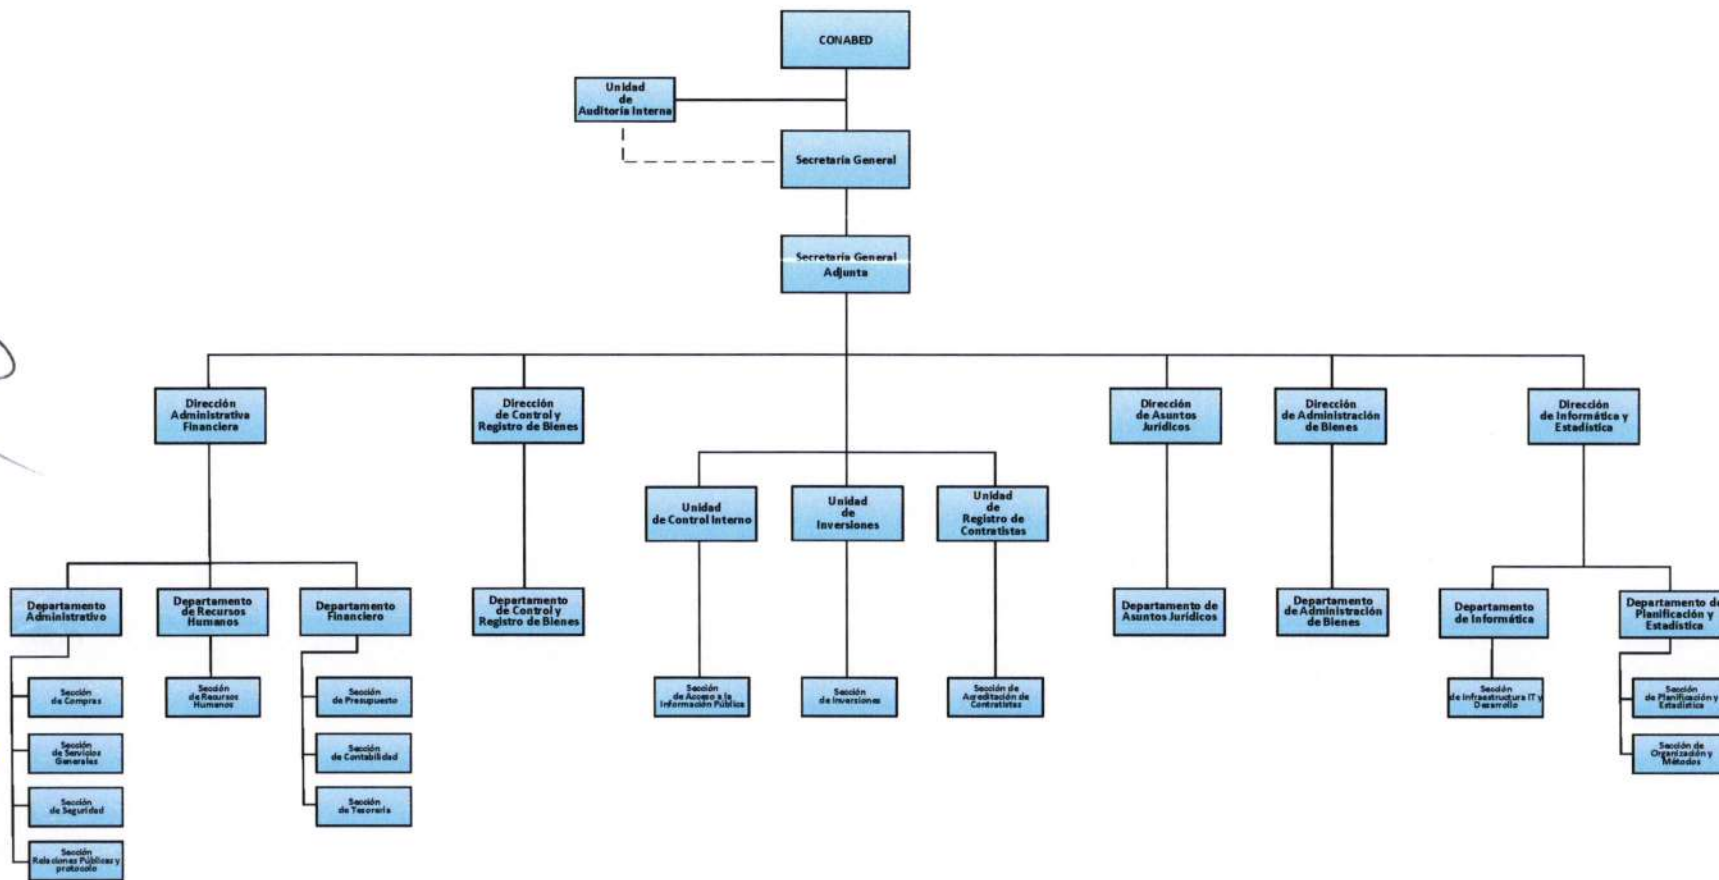 CONABED
Unidad
de
Auditoría Interna
Secretaría General
Secretaría General
Adjunta
Dirección
Administrativa
Financiera
Dirección
de Control y
Registro de Bienes
Dirección
de Asuntos
Jurídicos
Dirección
de Administración
de Bienes
Dirección
de Informática y
Estadística
Unidad
de Control Interno
Unidad
de
Inversiones
Unidad
de
Registro de
Contratistas
Departamento
Administrativo
Departamento
de Recursos
Humanos
Departamento
Financiero
Departamento
de Control y
Registro de Bienes
Departamento de
Asuntos Jurídicos
Departamento
de Administración
de Bienes
Departamento
de Informática
Departamento de
Planificación y
Estadística
Sección
de Compras
Sección
de Recursos
Humanos
Sección
de Presupuesto
Sección
de Acceso a la
Información Pública
Sección
de Inversiones
Sección de
Acreditación de
Contratistas
Sección
de Infraestructura IT y
Desarrollo
Sección
de Planificación y
Estadística
Sección
de Servicios
Generales
Sección
de Contabilidad
Sección de
Organización y
Métodos
Sección
de Seguridad
Sección
de Tesorería
Sección
Relaciones Públicas y
protocolo